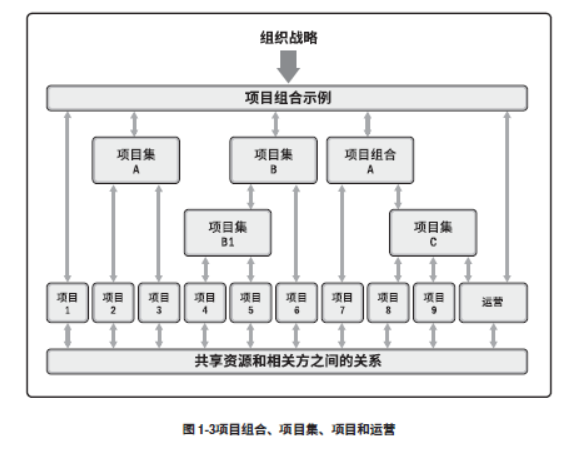 组织战略
项目组合示例
项目集
A
项目集
B
项目组合
A
项目集
B1
项目集
C
项目
1
项目
2
项目
3
项目
4
项目
5
项目
6
项目
7
项目
8
项目
9
运营
共享资源和相关方之间的关系
图 1-3项目组合、项目集、项目和运营